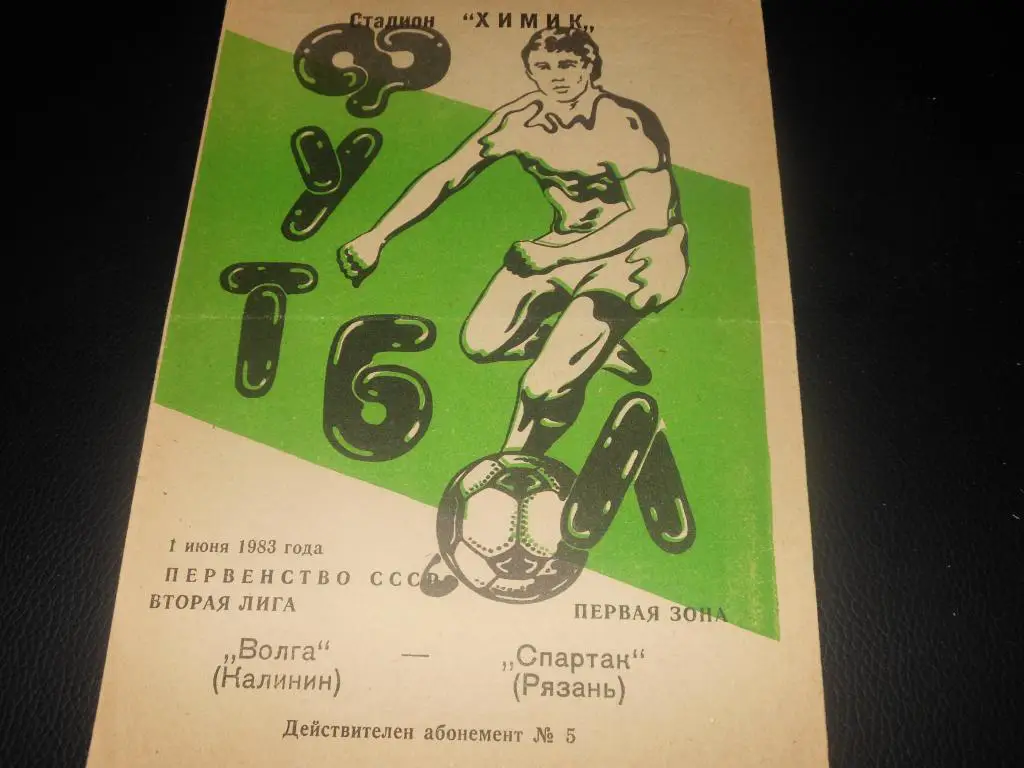 Стадион "ХИМИК„
ФУТБОЛ
1 июня 1983 года
ПЕРВЕНСТВО СССР
ВТОРАЯ ЛИГА
ПЕРВАЯ ЗОНА
„Волга“ — „Спартак“
(Калинин) (Рязань)
Действителен абонемент № 5